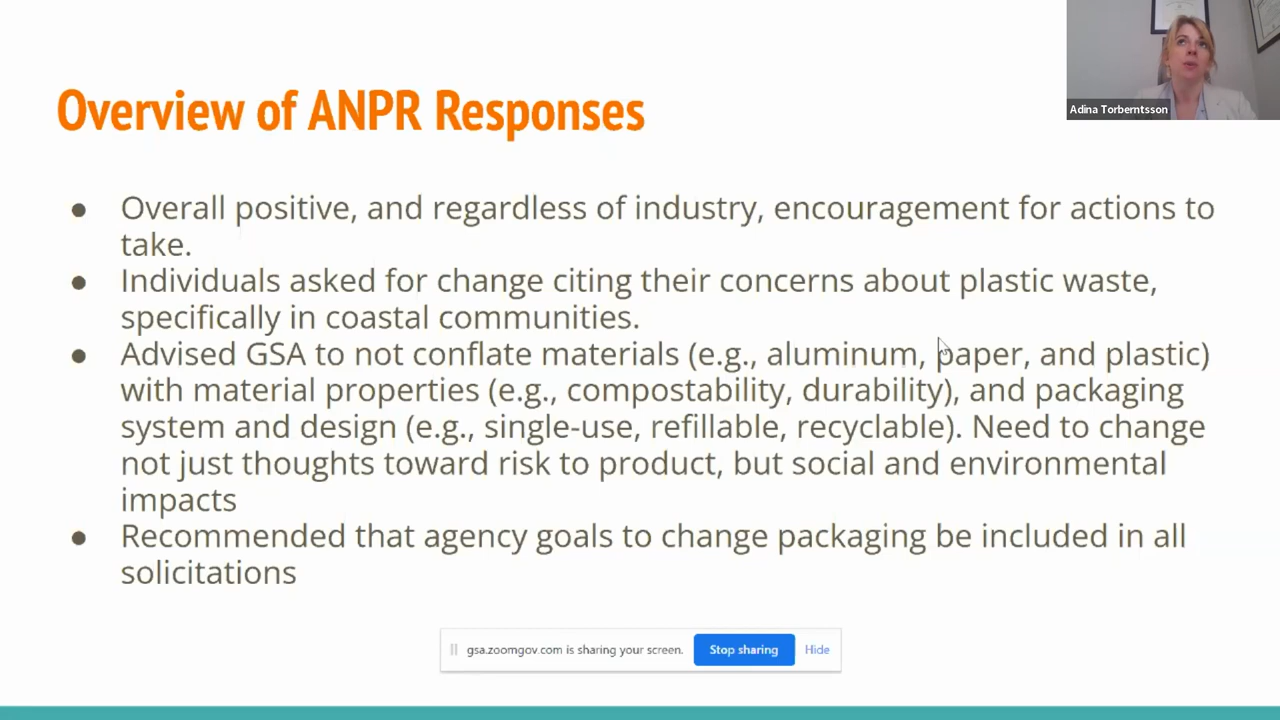 Adina Torberntsson
Overview of ANPR Responses
● Overall positive, and regardless of industry, encouragement for actions to
take.
● Individuals asked for change citing their concerns about plastic waste,
specifically in coastal communities.
● Advised GSA to not conflate materials (e.g., aluminum, paper, and plastic)
with material properties (e.g., compostability, durability), and packaging
system and design (e.g., single-use, refillable, recyclable). Need to change
not just thoughts toward risk to product, but social and environmental
impacts
● Recommended that agency goals to change packaging be included in all
solicitations
gsa.zoomgov.com is sharing your screen. Stop sharing Hide